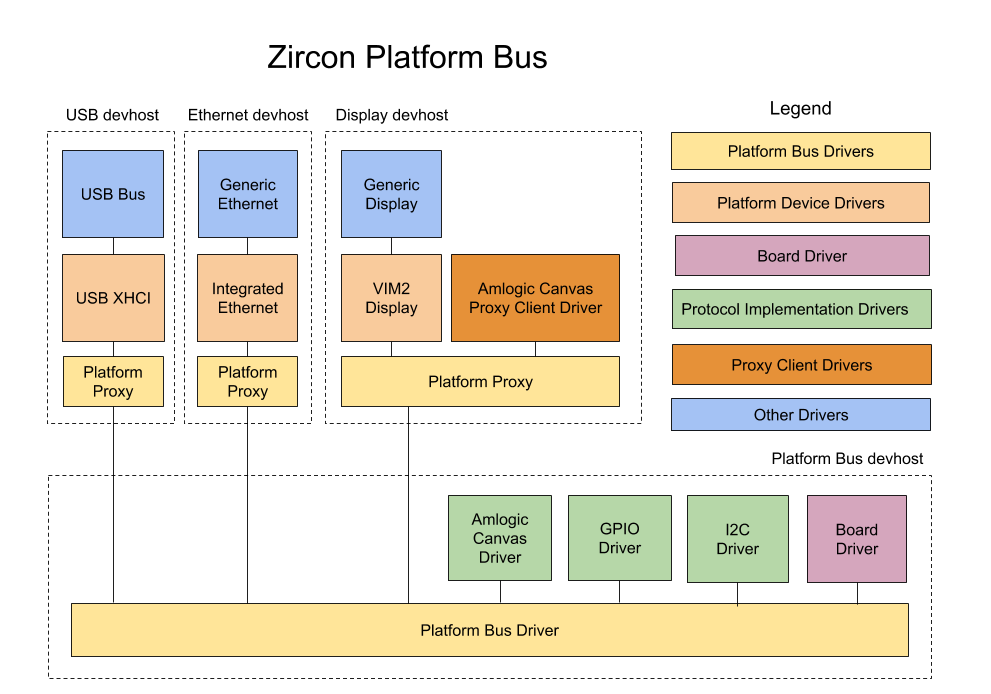 Zircon Platform Bus
USB devhost
Ethernet devhost
Display devhost
USB Bus
Generic
Ethernet
Generic
Display
USB XHCI
Integrated
Ethernet
VIM2
Display
Amlogic Canvas
Proxy Client Driver
Platform
Proxy
Platform
Proxy
Platform Proxy
Legend
Platform Bus Drivers
Platform Device Drivers
Board Driver
Protocol Implementation Drivers
Proxy Client Drivers
Other Drivers
Platform Bus devhost
Amlogic
Canvas
Driver
GPIO
Driver
I2C
Driver
Board
Driver
Platform Bus Driver